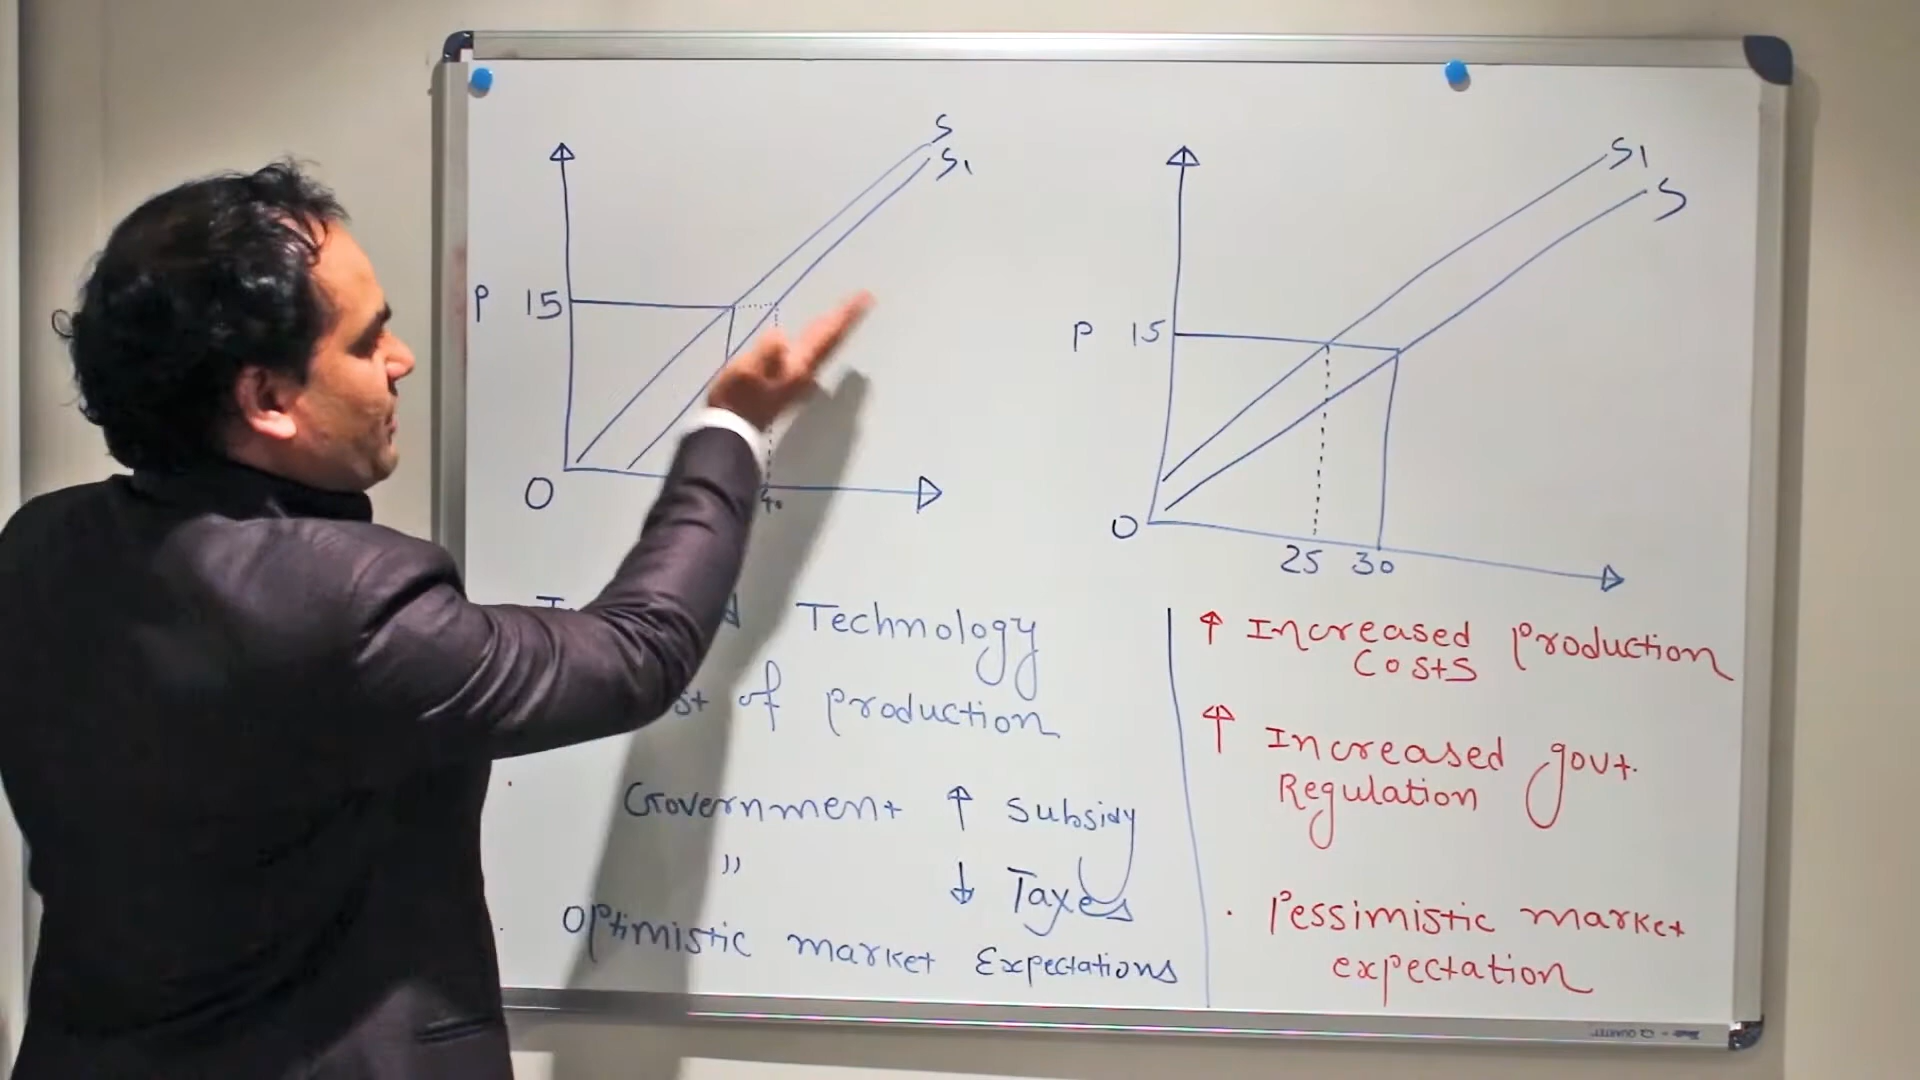 S
S1
P 15
O
40
Technology
of production
Government ↑ Subsidy
" ↓ Taxes
Optimistic market Expectations
S1
S
P 15
O
25 30
↑ Increased production
Costs
↑ Increased govt.
Regulation
· Pessimistic market
expectation